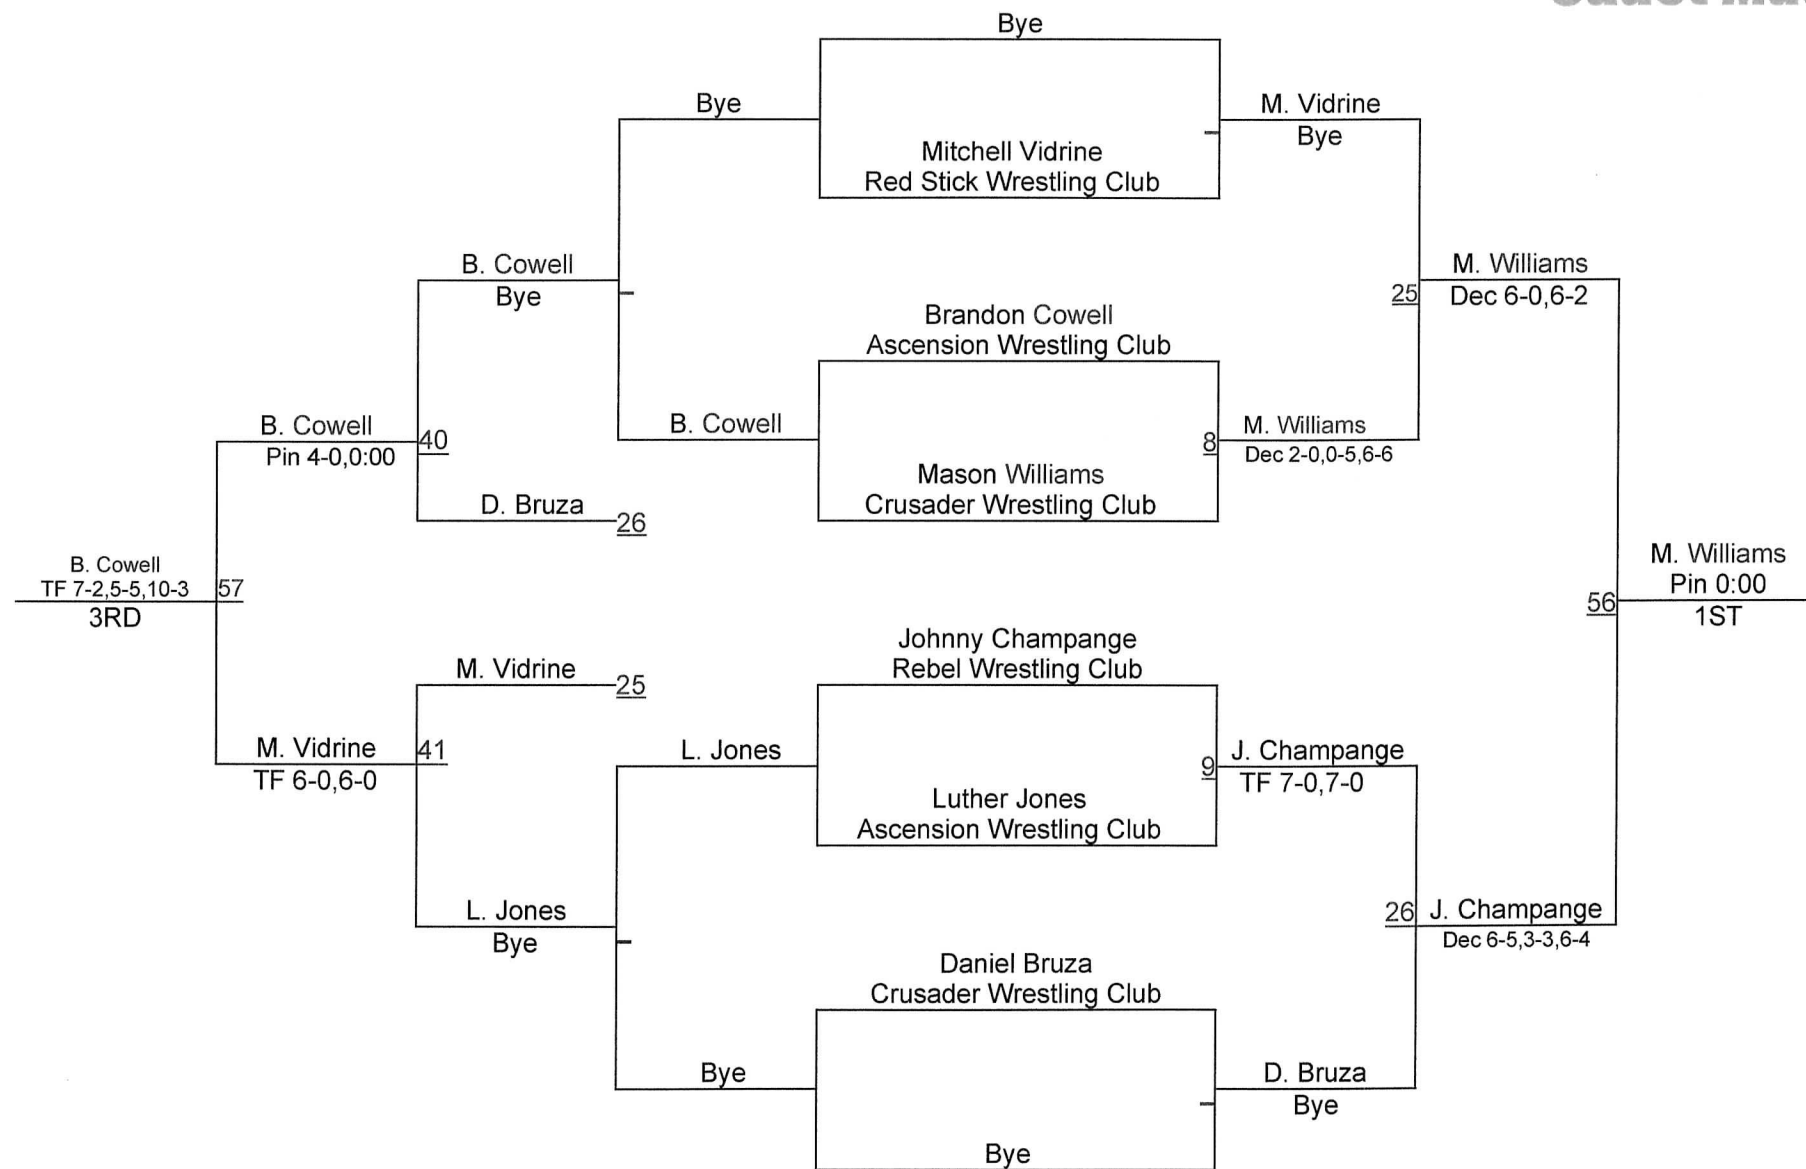 Bye
Bye
M. Vidrine
Bye
Mitchell Vidrine
Red Stick Wrestling Club
B. Cowell
Bye
M. Williams
25
Dec 6-0,6-2
Brandon Cowell
Ascension Wrestling Club
B. Cowell
40
Pin 4-0,0:00
B. Cowell
8
M. Williams
Dec 2-0,0-5,6-6
Mason Williams
Crusader Wrestling Club
D. Bruza
26
B. Cowell
TF 7-2,5-5,10-3
57
3RD
M. Williams
Pin 0:00
56
1ST
Johnny Champange
Rebel Wrestling Club
M. Vidrine
25
M. Vidrine
41
TF 6-0,6-0
L. Jones
9
J. Champange
TF 7-0,7-0
Luther Jones
Ascension Wrestling Club
L. Jones
Bye
26
J. Champange
Dec 6-5,3-3,6-4
Daniel Bruza
Crusader Wrestling Club
Bye
D. Bruza
Bye
Bye